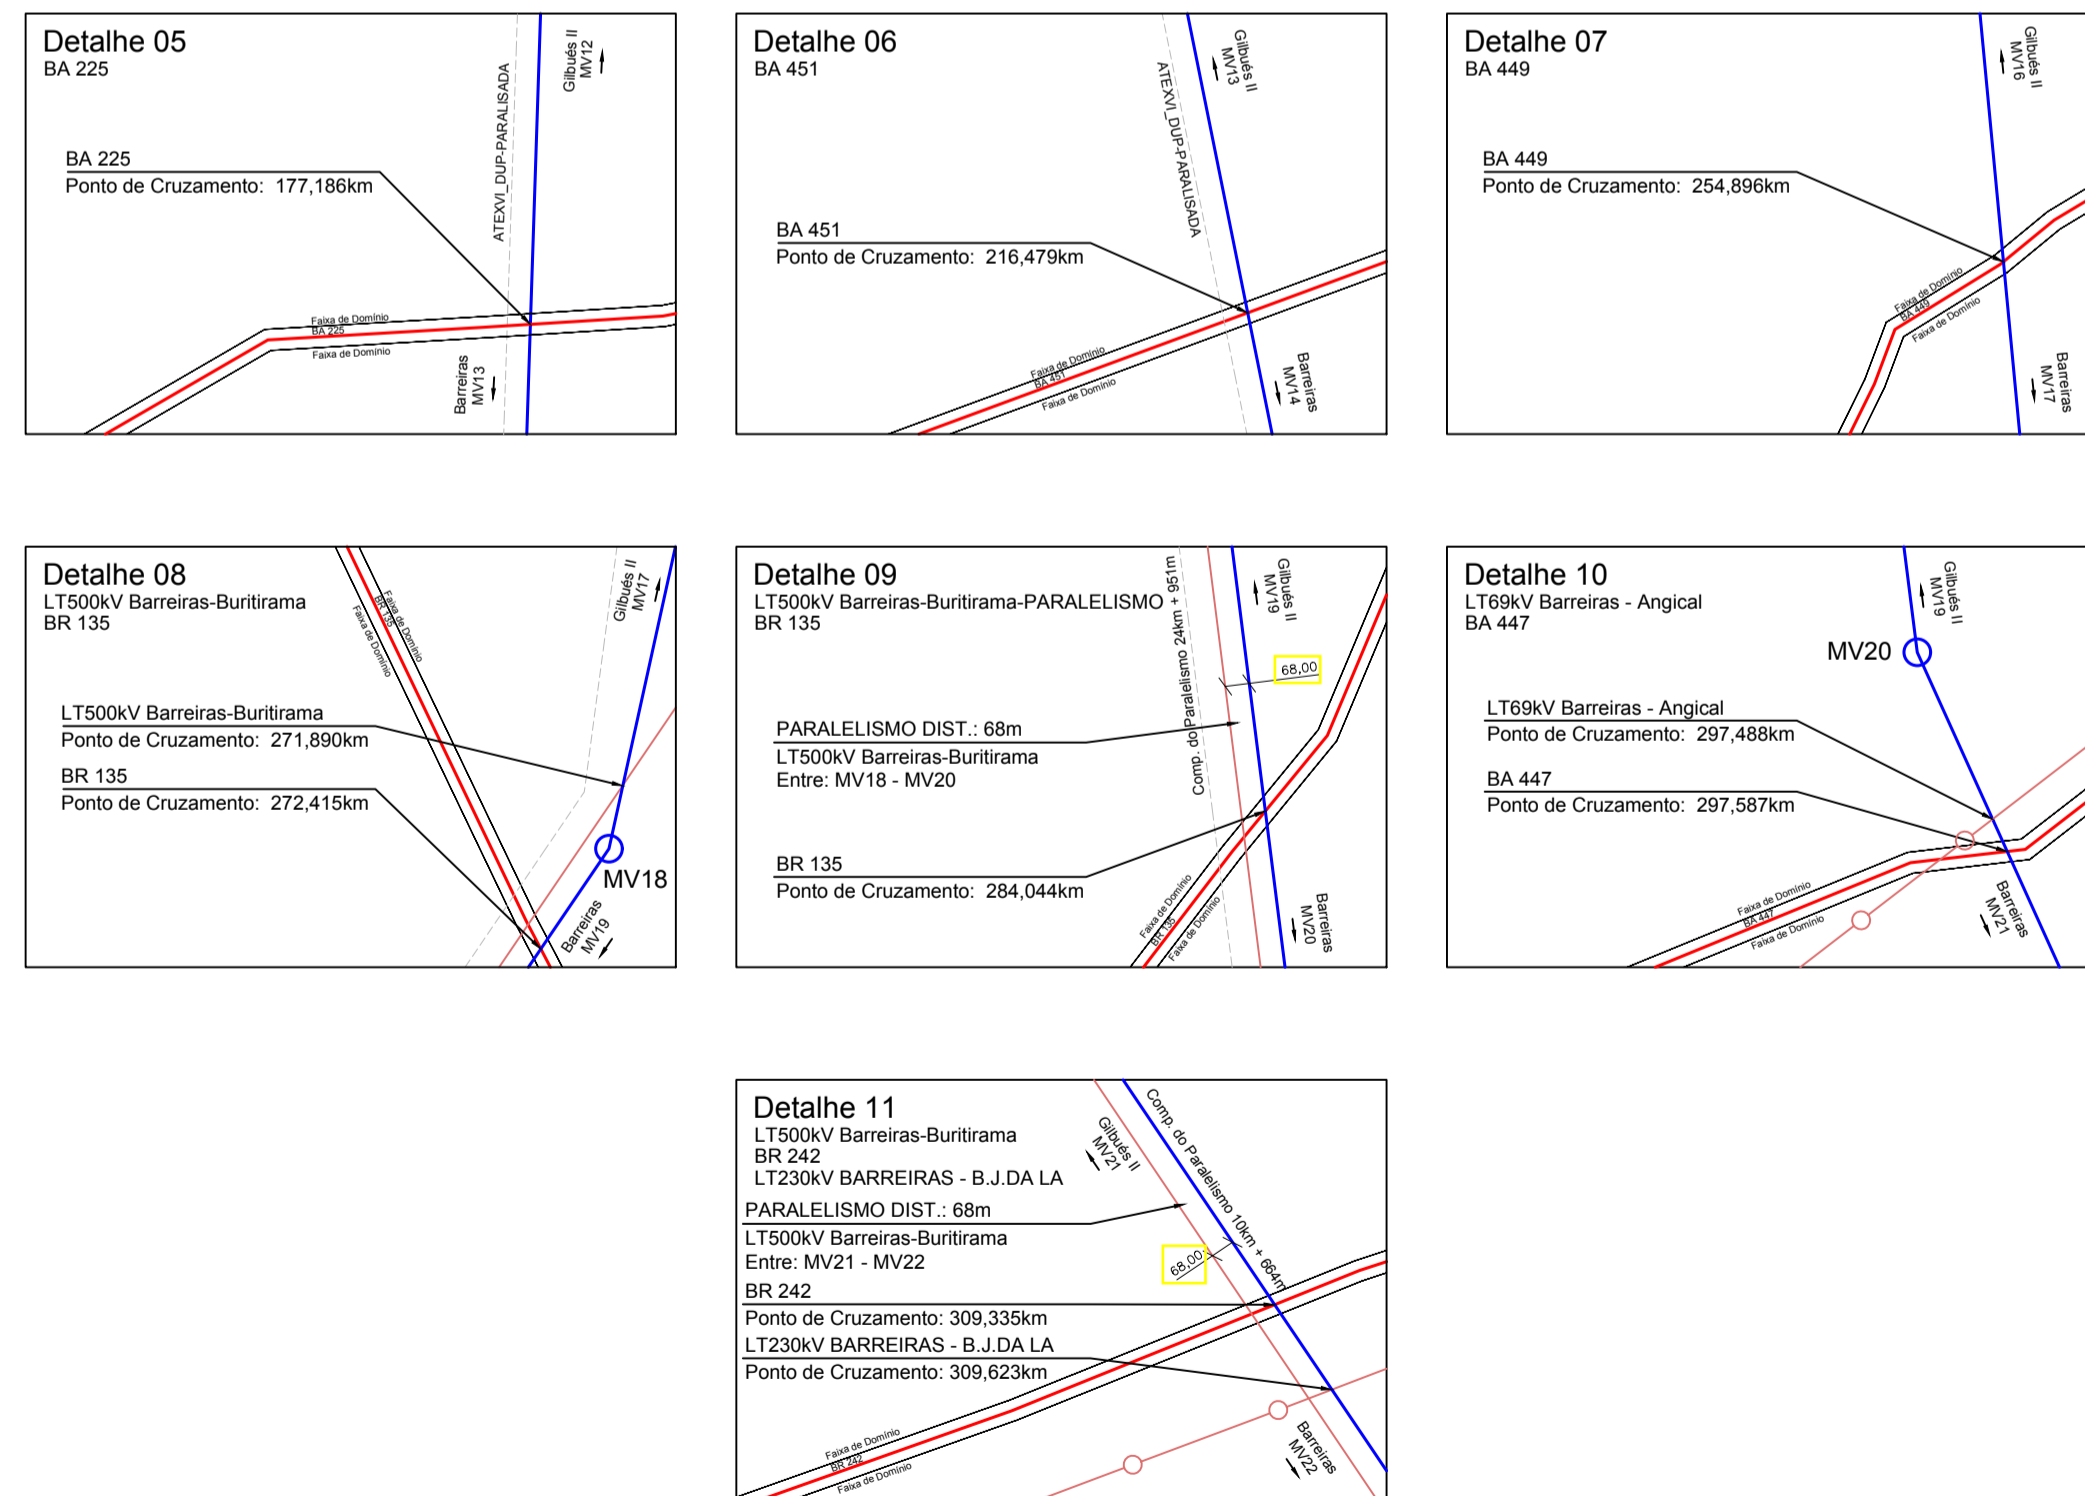 Detalhe 05
BA 225
Gilbués II
MV12
ATEXVI_DUP-PARALISADA
BA 225
Ponto de Cruzamento: 177,186km
Faixa de Domínio
BA 225
Faixa de Domínio
Barreiras
MV13
Detalhe 06
BA 451
Gilbués II
MV13
ATEXVI_DUP-PARALISADA
BA 451
Ponto de Cruzamento: 216,479km
Faixa de Domínio
BA 451
Faixa de Domínio
Barreiras
MV14
Detalhe 07
BA 449
Gilbués II
MV16
BA 449
Ponto de Cruzamento: 254,896km
Faixa de Domínio
BA 449
Faixa de Domínio
Barreiras
MV17
Detalhe 08
LT500kV Barreiras-Buritirama
BR 135
Faixa de Domínio
BR 135
Faixa de Domínio
Gilbués II
MV17
LT500kV Barreiras-Buritirama
Ponto de Cruzamento: 271,890km
BR 135
Ponto de Cruzamento: 272,415km
MV18
Barreiras
MV19
Detalhe 09
LT500kV Barreiras-Buritirama-PARALELISMO
BR 135
Comp. do Paralelismo 24km + 951m
Gilbués II
MV19
68,00
PARALELISMO DIST.: 68m
LT500kV Barreiras-Buritirama
Entre: MV18 - MV20
BR 135
Ponto de Cruzamento: 284,044km
Faixa de Domínio
BR 135
Faixa de Domínio
Barreiras
MV20
Detalhe 10
LT69kV Barreiras - Angical
BA 447
Gilbués II
MV19
MV20
LT69kV Barreiras - Angical
Ponto de Cruzamento: 297,488km
BA 447
Ponto de Cruzamento: 297,587km
Faixa de Domínio
BA 447
Faixa de Domínio
Barreiras
MV21
Detalhe 11
LT500kV Barreiras-Buritirama
BR 242
LT230kV BARREIRAS - B.J.DA LA
Gilbués II
MV21
Comp. do Paralelismo 10km + 664m
PARALELISMO DIST.: 68m
LT500kV Barreiras-Buritirama
Entre: MV21 - MV22
68,00
BR 242
Ponto de Cruzamento: 309,335km
LT230kV BARREIRAS - B.J.DA LA
Ponto de Cruzamento: 309,623km
Faixa de Domínio
BR 242
Faixa de Domínio
Barreiras
MV22